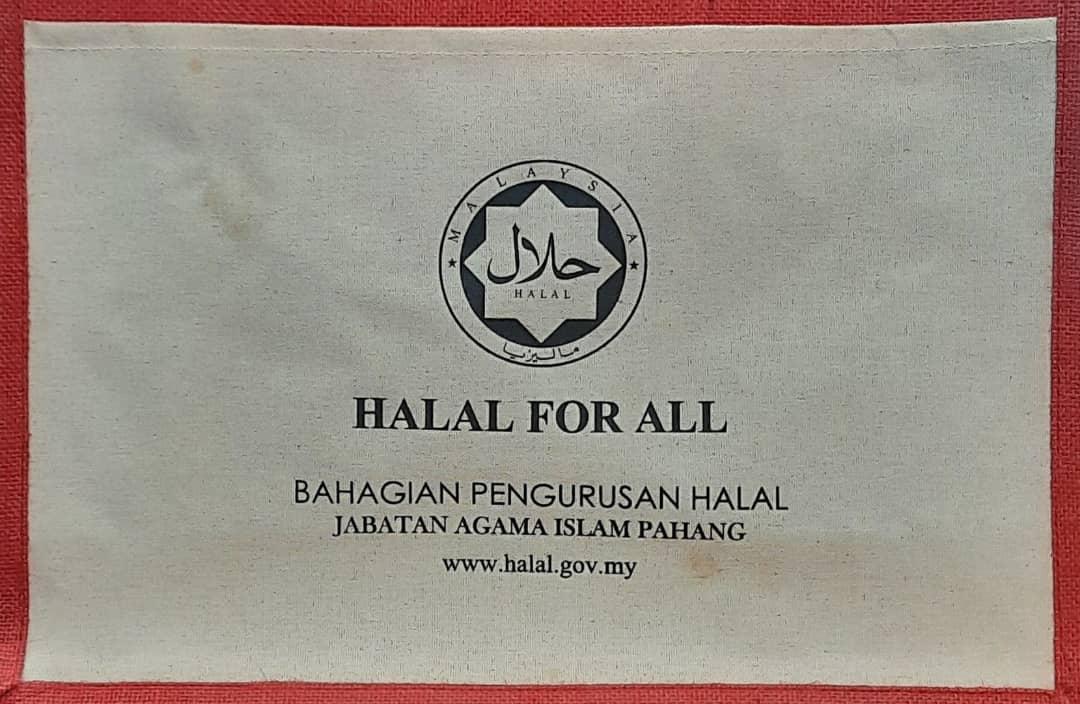 MALAYSIA
حلال
HALAL
ماليزيا
HALAL FOR ALL
BAHAGIAN PENGURUSAN HALAL
JABATAN AGAMA ISLAM PAHANG
www.halal.gov.my